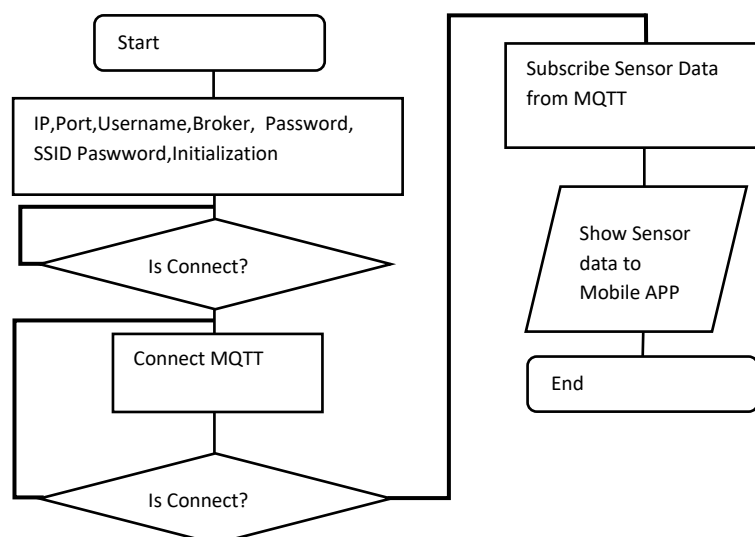 Start
IP,Port,Username,Broker, Password,
SSID Paswword,Initialization
Is Connect?
Connect MQTT
Is Connect?
Subscribe Sensor Data
from MQTT
Show Sensor
data to
Mobile APP
End